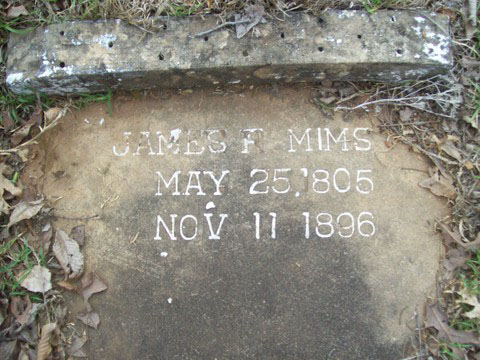 JAMES F MIMS
MAY 25, 1805
NOV 11 1896